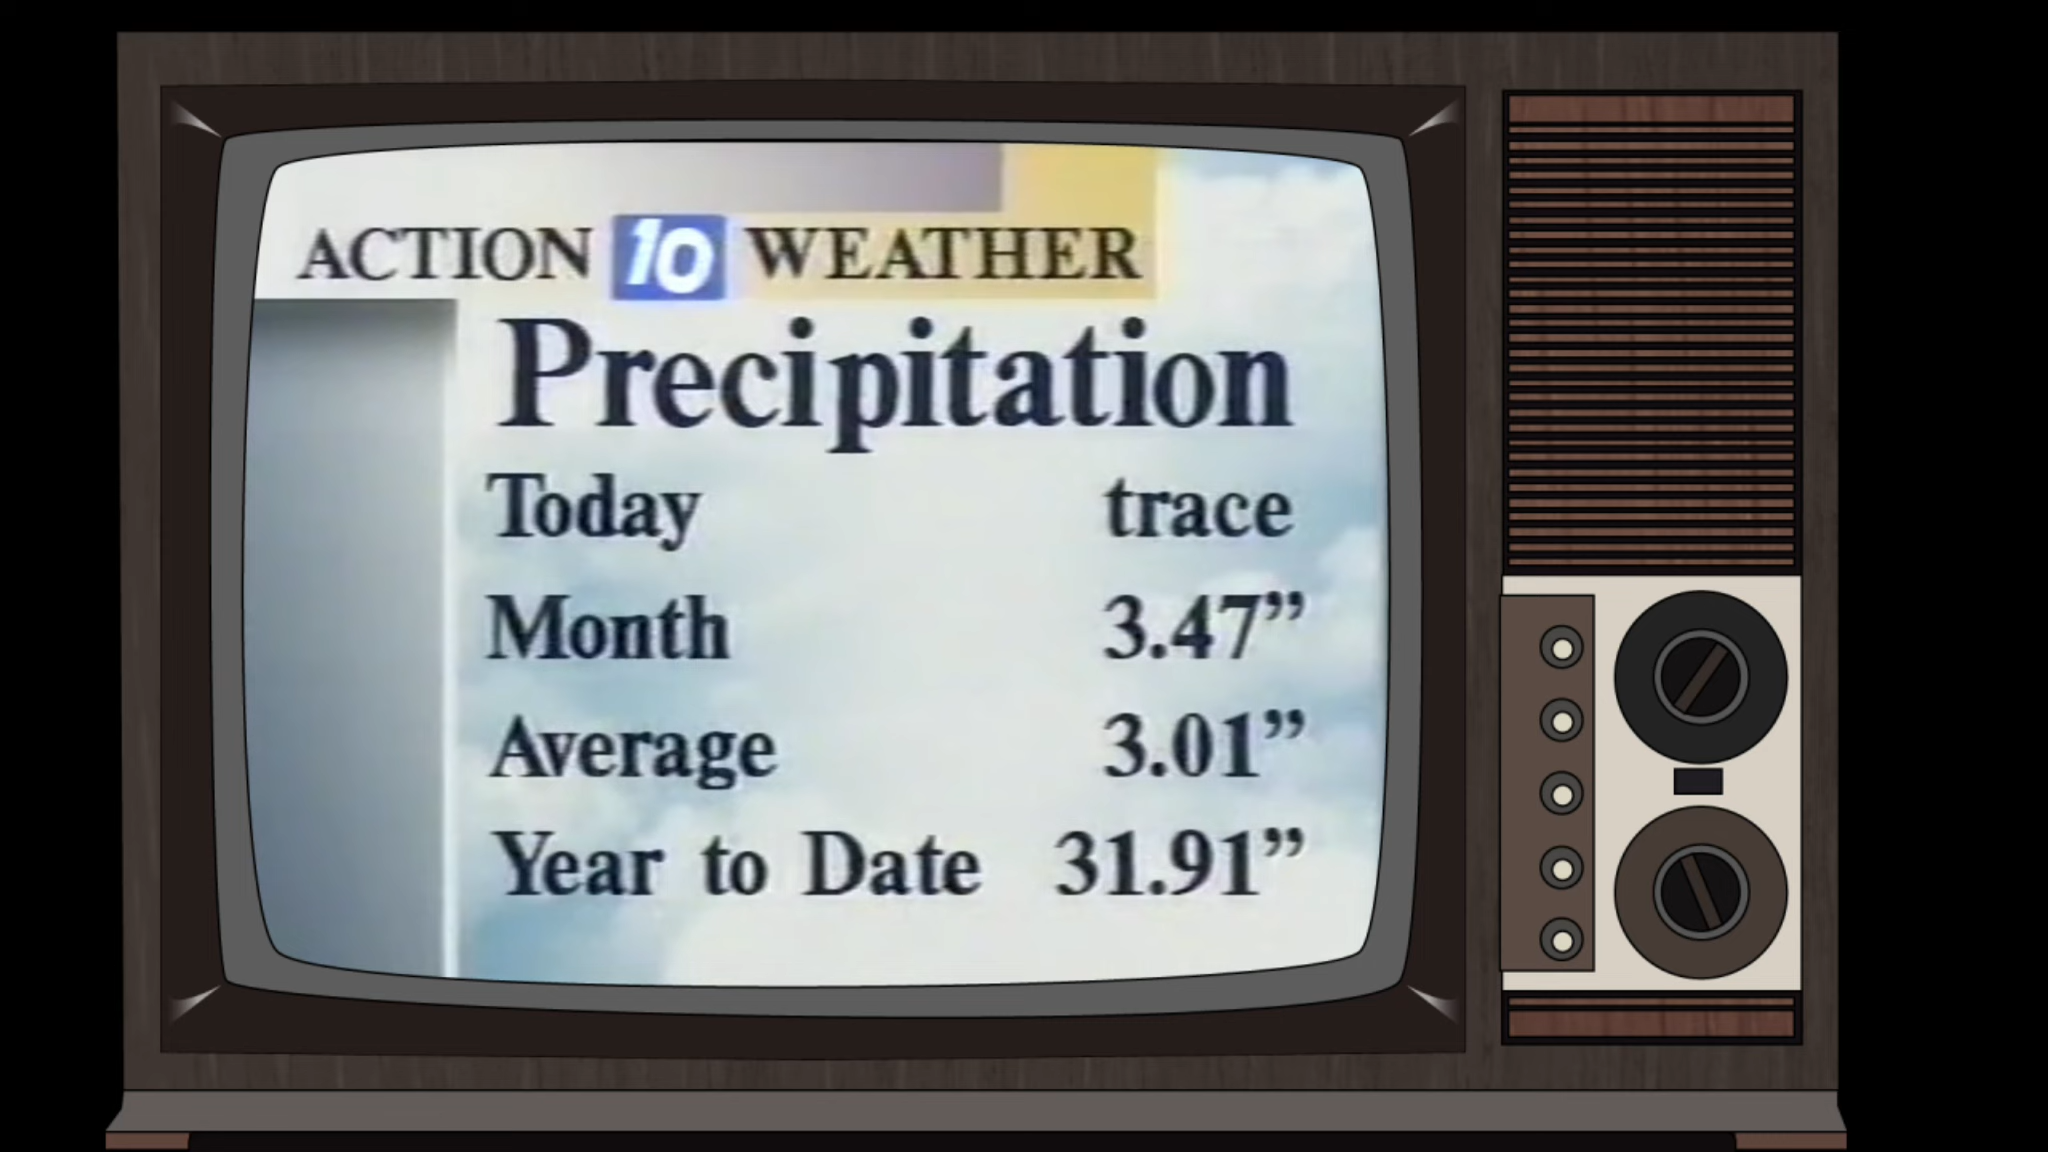 ACTION 10 WEATHER
Precipitation
Today trace
Month 3.47”
Average 3.01”
Year to Date 31.91”